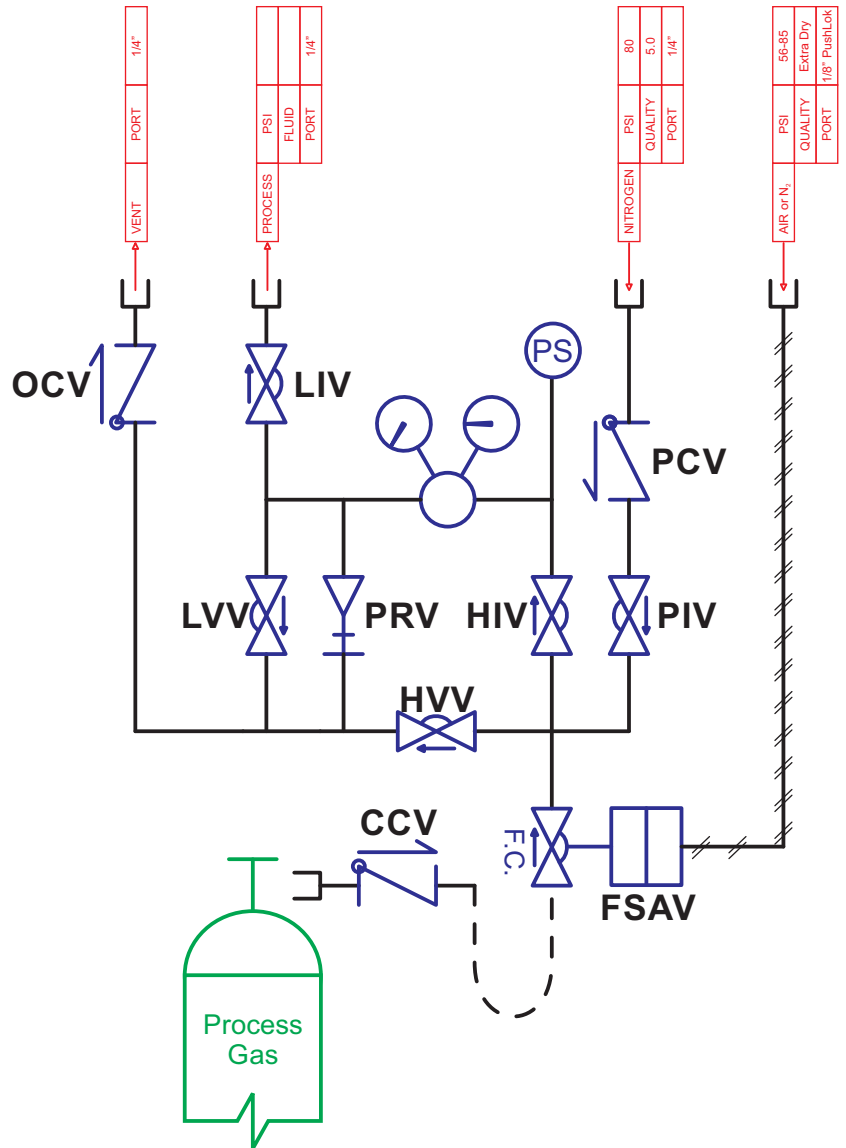 VENT PORT 1/4"
PROCESS PSI
FLUID
PORT 1/4"
NITROGEN PSI 80
QUALITY 5.0
PORT 1/4"
AIR or N₂ PSI 56-85
QUALITY Extra Dry
PORT 1/8" PushLok
OCV
LIV
PS
PCV
LVV
PRV
HIV
PIV
HVV
CCV
F.C.
FSAV
Process
Gas